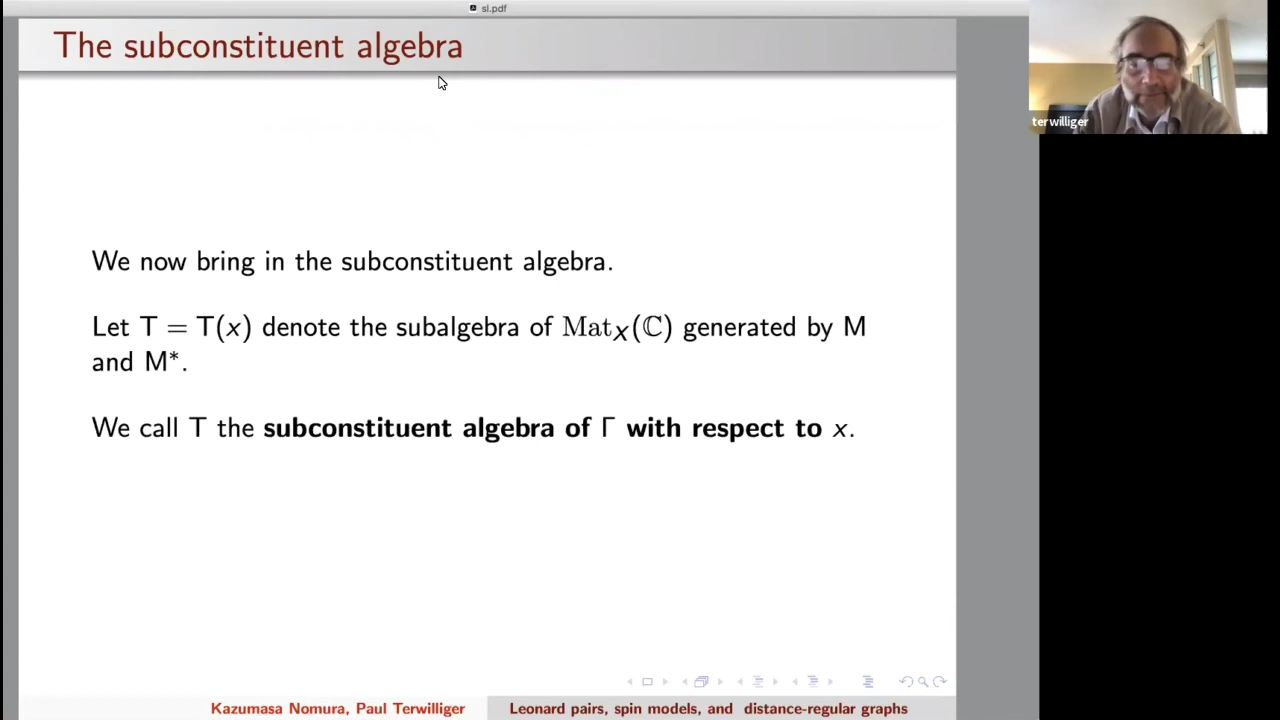 sl.pdf
The subconstituent algebra
terwilliger
We now bring in the subconstituent algebra.
Let T = T(x) denote the subalgebra of Mat_X(ℂ) generated by M
and M*.
We call T the subconstituent algebra of Γ with respect to x.
Kazumasa Nomura, Paul Terwilliger
Leonard pairs, spin models, and distance-regular graphs